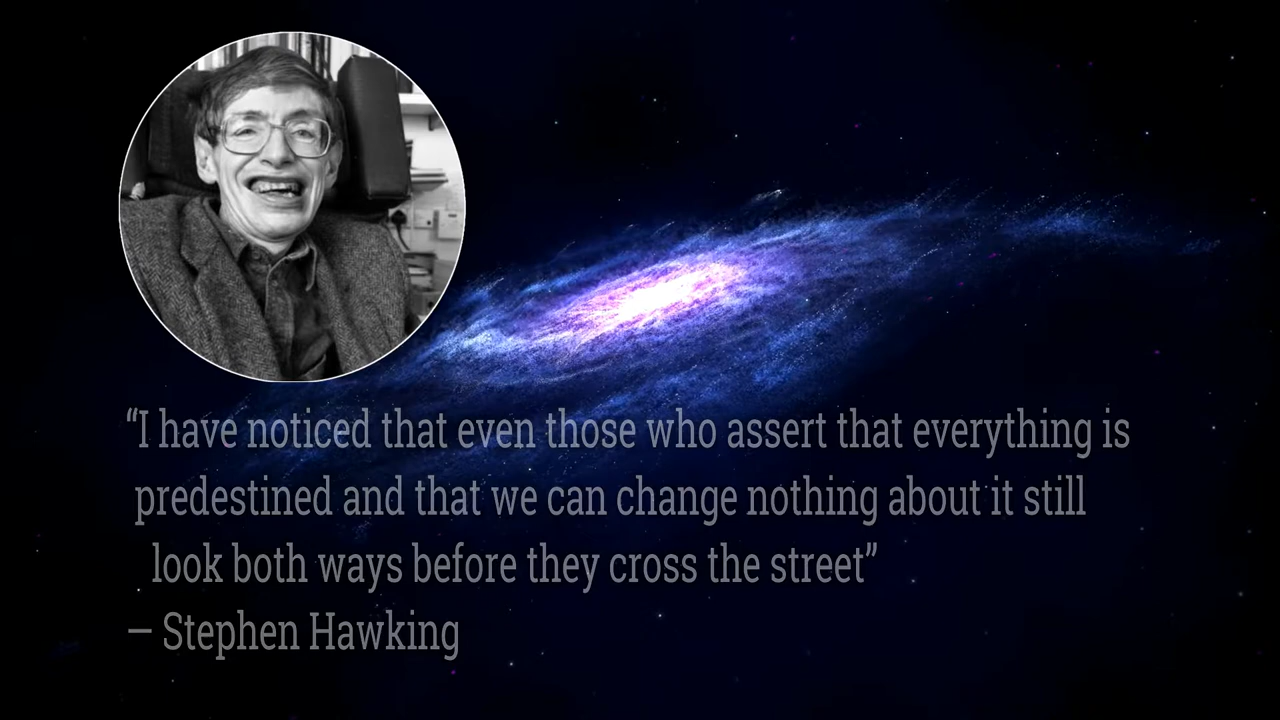 “I have noticed that even those who assert that everything is
predestined and that we can change nothing about it still
look both ways before they cross the street”
– Stephen Hawking